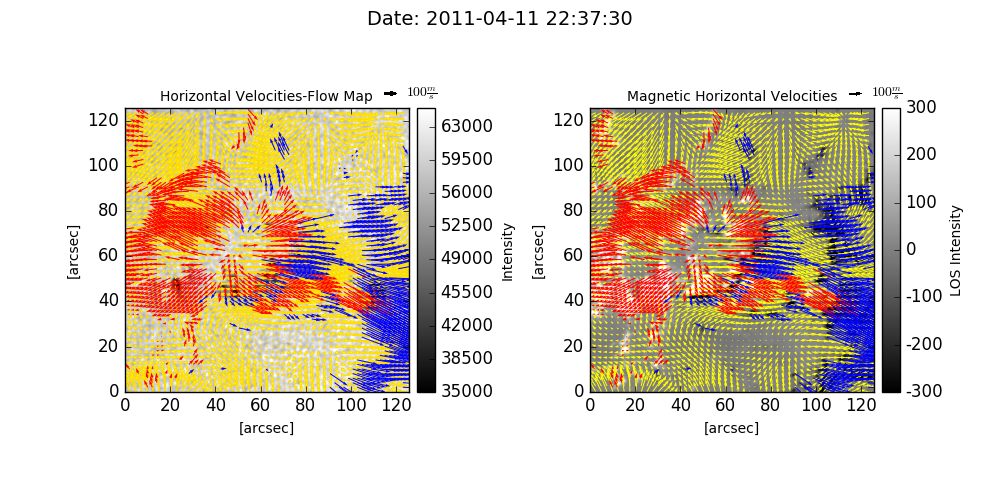 Date: 2011-04-11 22:37:30
Horizontal Velocities-Flow Map
100 m/s
120
100
80
60
40
20
0
0 20 40 60 80 100 120
[arcsec]
[arcsec]
63000
59500
56000
52500
49000
45500
42000
38500
35000
Intensity
Magnetic Horizontal Velocities
100 m/s
120
100
80
60
40
20
0
0 20 40 60 80 100 120
[arcsec]
[arcsec]
300
200
100
0
-100
-200
-300
LOS Intensity